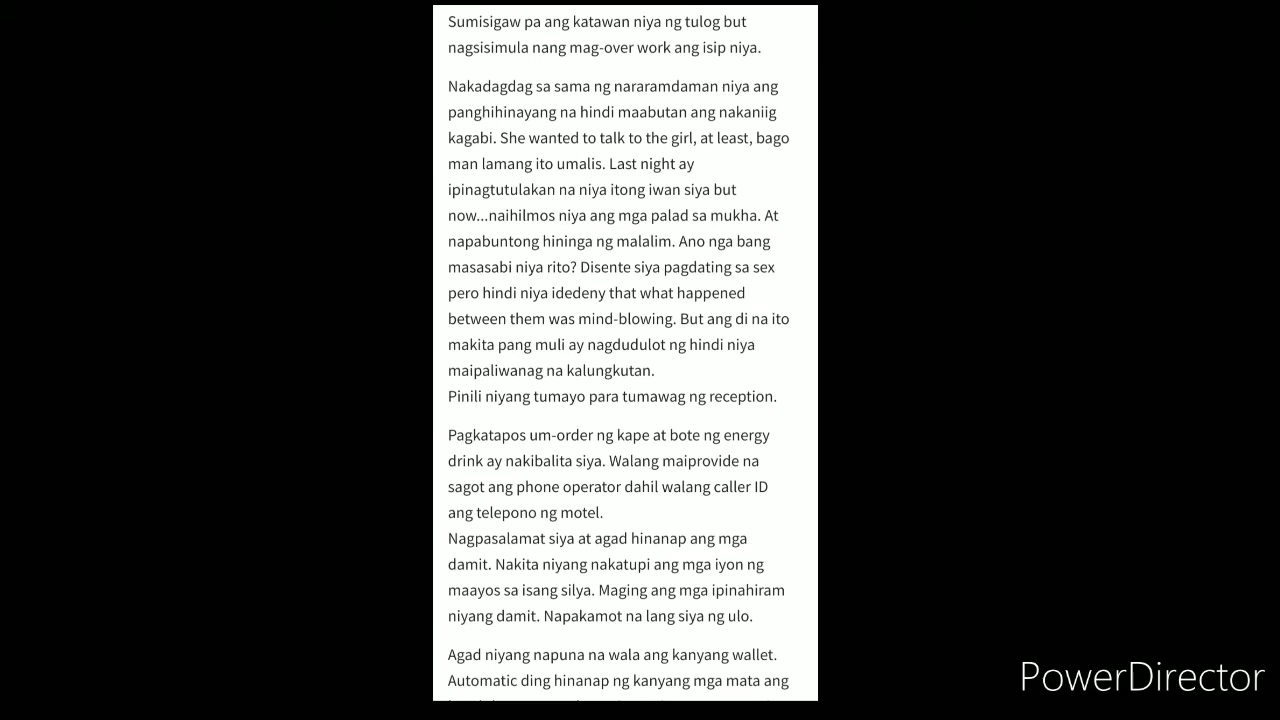 Sumisigaw pa ang katawan niya ng tulog but
nagsisimula nang mag-over work ang isip niya.
Nakadagdag sa sama ng nararamdaman niya ang
panghihinayang na hindi maabutan ang nakaniig
kagabi. She wanted to talk to the girl, at least, bago
man lamang ito umalis. Last night ay
ipinagtutulakan na niya itong iwan siya but
now...naihilmos niya ang mga palad sa mukha. At
napabuntong hininga ng malalim. Ano nga bang
masasabi niya rito? Disente siya pagdating sa sex
pero hindi niya idedeny that what happened
between them was mind-blowing. But ang di na ito
makita pang muli ay nagdudulot ng hindi niya
maipaliwanag na kalungkutan.
Pinili niyang tumayo para tumawag ng reception.
Pagkatapos um-order ng kape at bote ng energy
drink ay nakibalita siya. Walang maiprovide na
sagot ang phone operator dahil walang caller ID
ang telepono ng motel.
Nagpasalamat siya at agad hinanap ang mga
damit. Nakita niyang nakatupi ang mga iyon ng
maayos sa isang silya. Maging ang mga ipinahiram
niyang damit. Napakamot na lang siya ng ulo.
Agad niyang napuna na wala ang kanyang wallet.
Automatic ding hinanap ng kanyang mga mata ang
PowerDirector